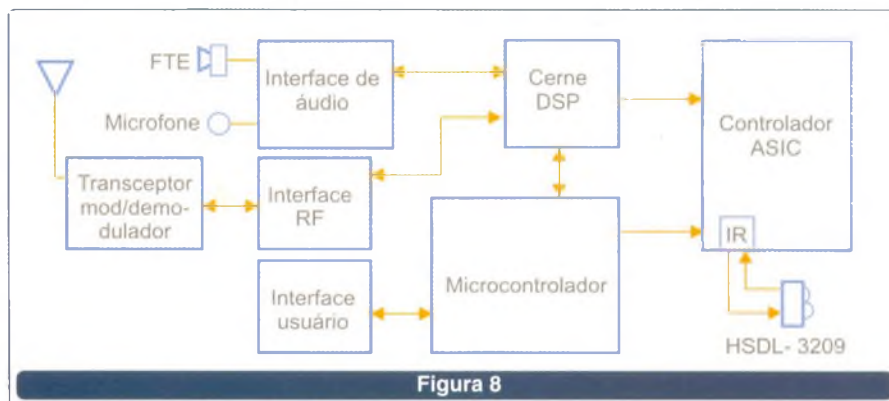 FTE
Microfone
Interface de
áudio
Cerne
DSP
Controlador
ASIC
Transceptor
mod/demo-
dulador
Interface
RF
IR
Interface
usuário
Microcontrolador
HSDL- 3209
Figura 8